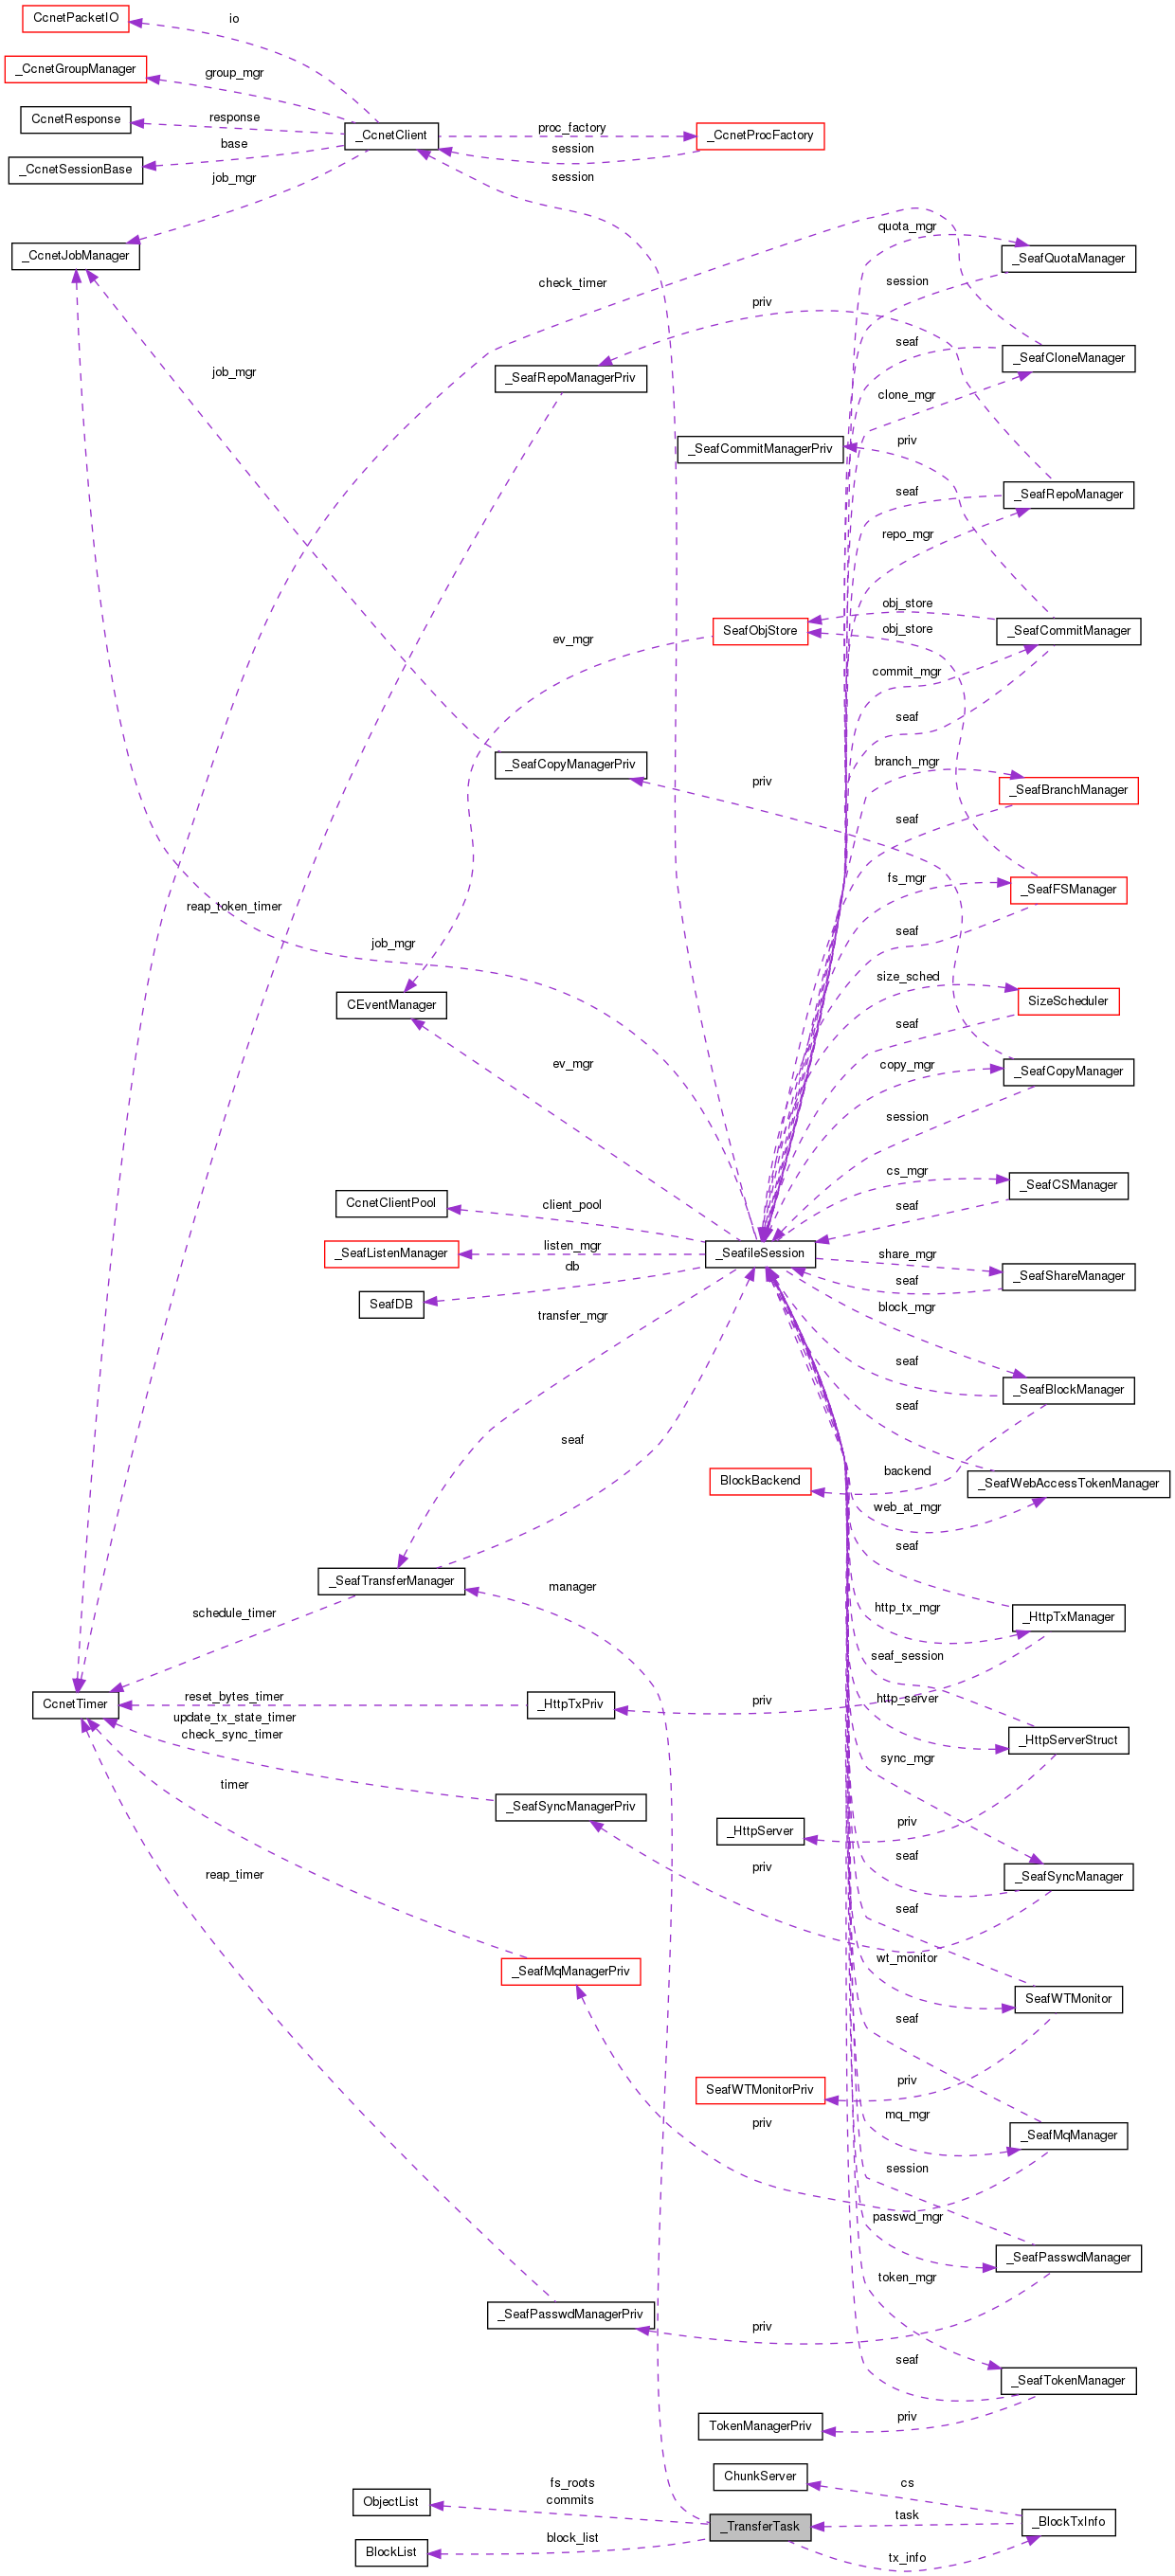 CcnetPacketIO
io
_CcnetGroupManager
group_mgr
CcnetResponse
response
_CcnetClient
proc_factory
_CcnetProcFactory
base
session
_CcnetSessionBase
job_mgr
session
quota_mgr
_CcnetJobManager
_SeafQuotaManager
check_timer
session
priv
seaf
_SeafCloneManager
job_mgr
_SeafRepoManagerPriv
clone_mgr
_SeafCommitManagerPriv
priv
seaf
_SeafRepoManager
repo_mgr
obj_store
ev_mgr
SeafObjStore
obj_store
_SeafCommitManager
commit_mgr
seaf
branch_mgr
_SeafCopyManagerPriv
priv
_SeafBranchManager
seaf
fs_mgr
_SeafFSManager
reap_token_timer
seaf
job_mgr
size_sched
CEventManager
SizeScheduler
seaf
ev_mgr
copy_mgr
_SeafCopyManager
session
cs_mgr
_SeafCSManager
CcnetClientPool
client_pool
seaf
_SeafListenManager
listen_mgr
_SeafileSession
share_mgr
db
seaf
_SeafShareManager
SeafDB
transfer_mgr
block_mgr
seaf
_SeafBlockManager
seaf
seaf
backend
BlockBackend
_SeafWebAccessTokenManager
web_at_mgr
seaf
_SeafTransferManager
manager
schedule_timer
http_tx_mgr
_HttpTxManager
seaf_session
CcnetTimer
reset_bytes_timer
_HttpTxPriv
priv
http_server
update_tx_state_timer
check_sync_timer
_HttpServerStruct
sync_mgr
timer
_SeafSyncManagerPriv
_HttpServer
priv
seaf
reap_timer
priv
_SeafSyncManager
seaf
wt_monitor
_SeafMqManagerPriv
SeafWTMonitor
seaf
SeafWTMonitorPriv
priv
mq_mgr
priv
_SeafMqManager
session
passwd_mgr
_SeafPasswdManager
token_mgr
_SeafPasswdManagerPriv
priv
seaf
_SeafTokenManager
TokenManagerPriv
priv
ChunkServer
cs
fs_roots
commits
ObjectList
_TransferTask
task
_BlockTxInfo
BlockList
block_list
tx_info